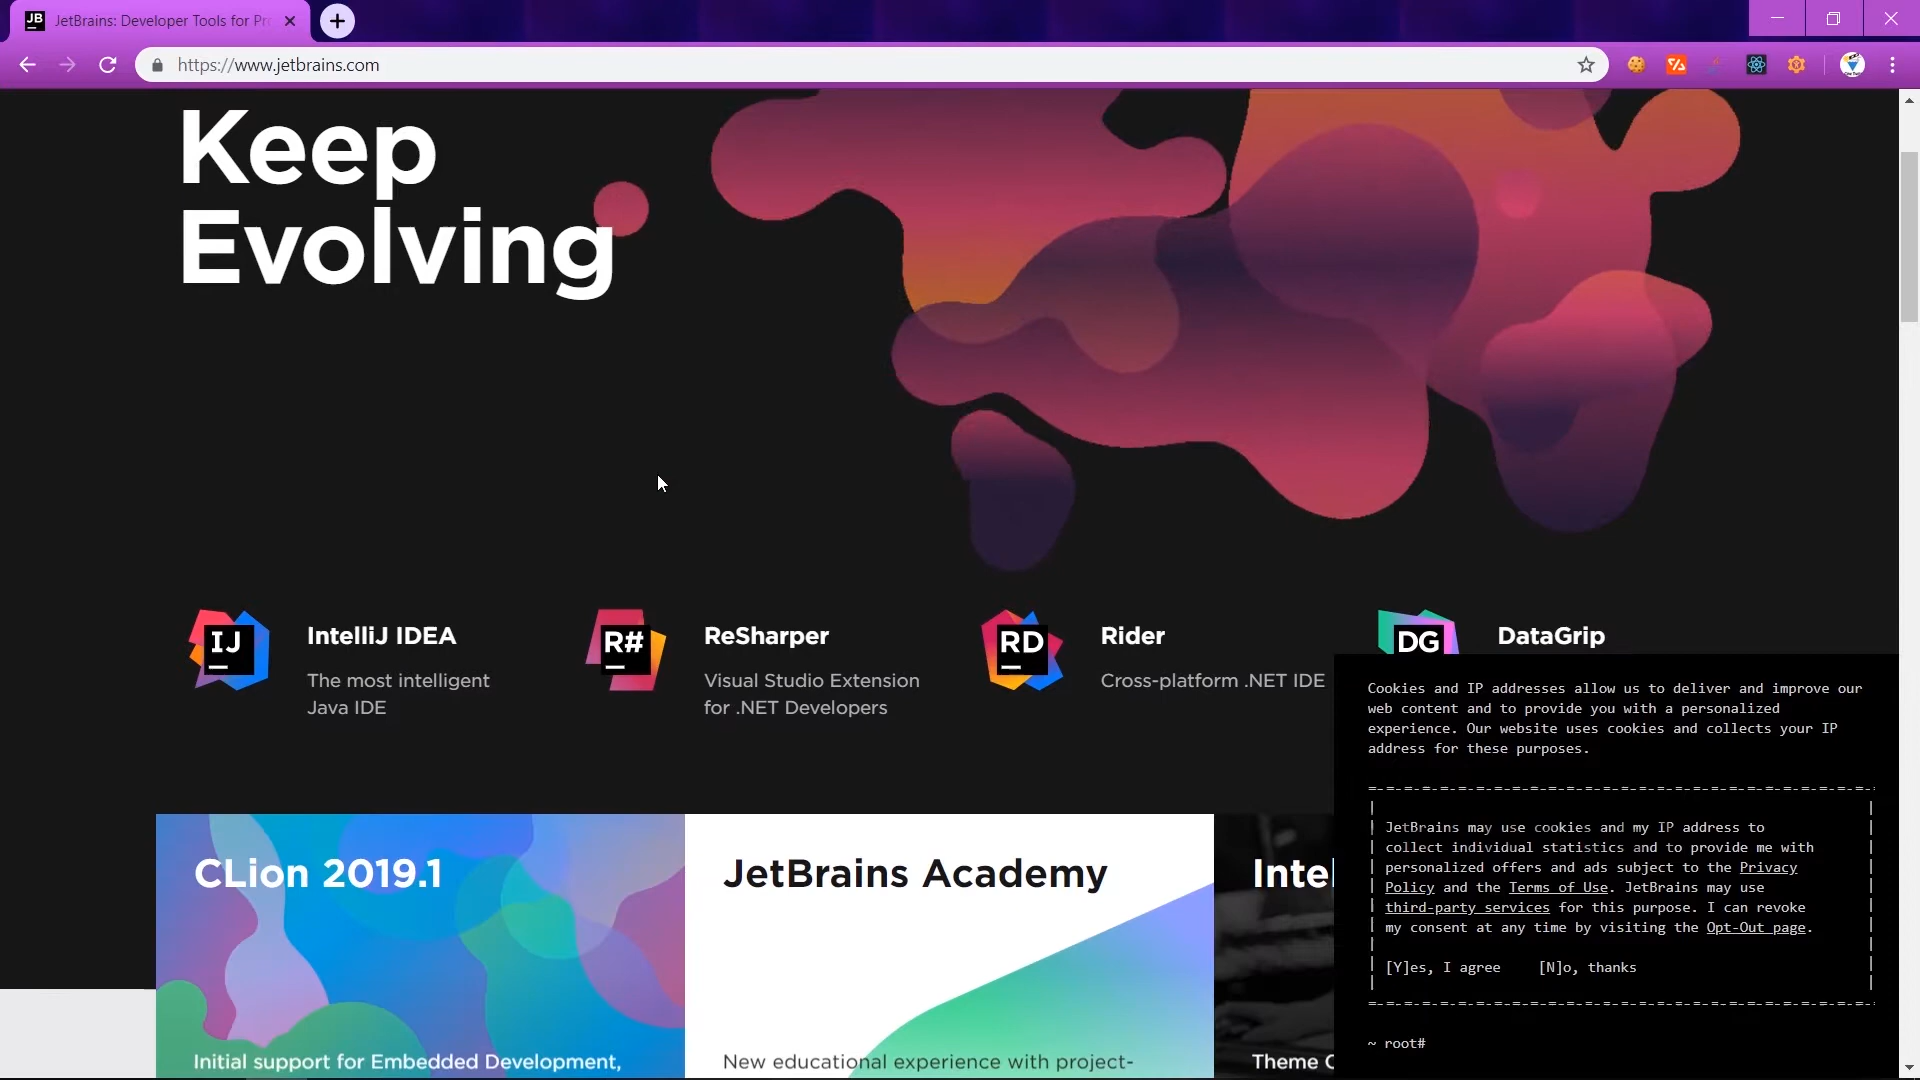 JB
JetBrains: Developer Tools for Pr
https://www.jetbrains.com
Keep
Evolving
IJ
IntelliJ IDEA
The most intelligent
Java IDE
R#
ReSharper
Visual Studio Extension
for .NET Developers
RD
Rider
Cross-platform .NET IDE
DG
DataGrip
Cookies and IP addresses allow us to deliver and improve our
web content and to provide you with a personalized
experience. Our website uses cookies and collects your IP
address for these purposes.
=-=-=-=-=-=-=-=-=-=-=-=-=-=-=-=-=-=-=-=-=-=-=-=-=-=-=-=-=-
JetBrains may use cookies and my IP address to
collect individual statistics and to provide me with
personalized offers and ads subject to the Privacy
Policy and the Terms of Use. JetBrains may use
third-party services for this purpose. I can revoke
my consent at any time by visiting the Opt-Out page.
[Y]es, I agree [N]o, thanks
=-=-=-=-=-=-=-=-=-=-=-=-=-=-=-=-=-=-=-=-=-=-=-=-=-=-=-=-=-
~ root#
CLion 2019.1
Initial support for Embedded Development,
JetBrains Academy
New educational experience with project-
Intel
Theme C